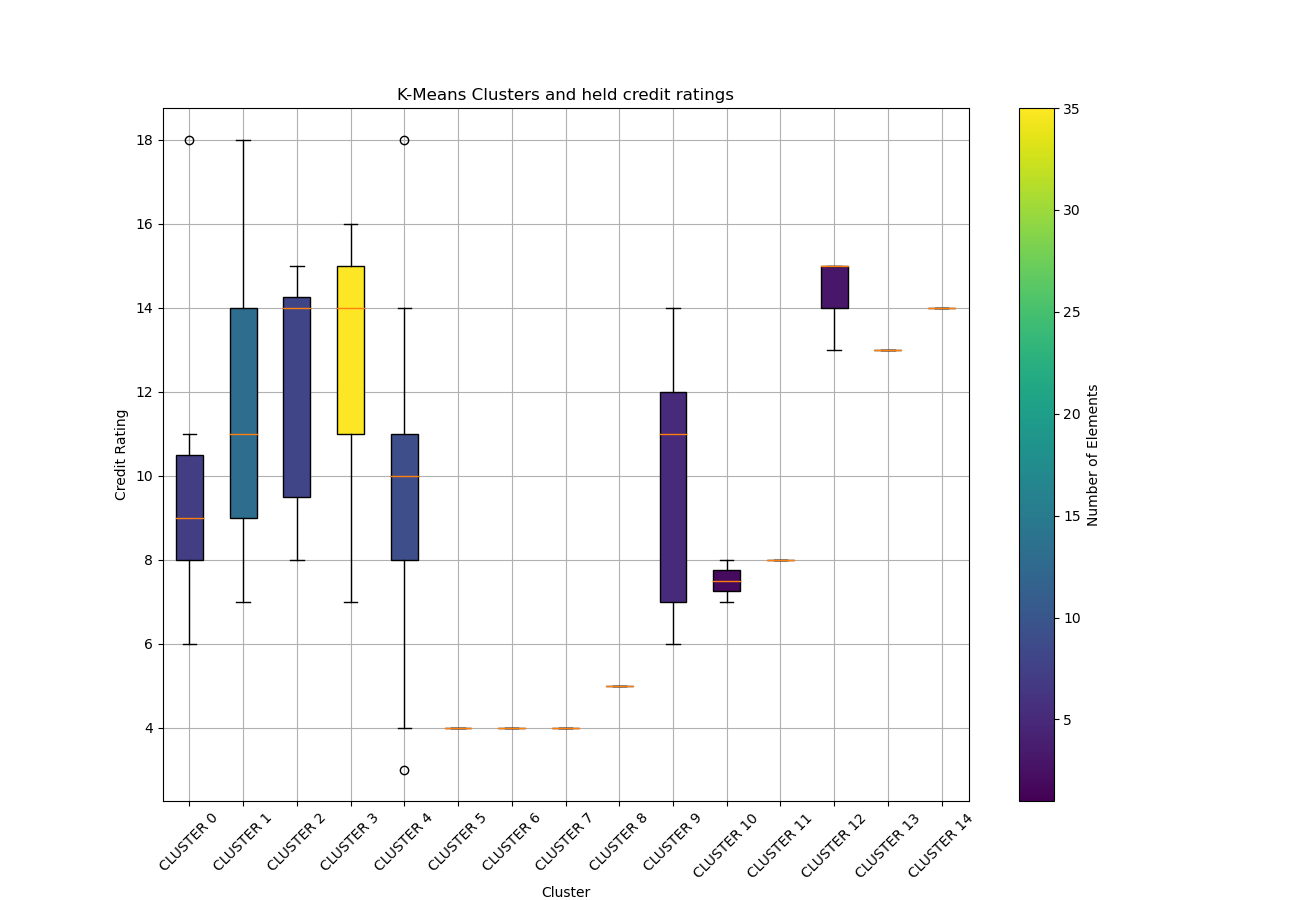 K-Means Clusters and held credit ratings
18
16
14
12
10
8
6
4
Credit Rating
CLUSTER 0
CLUSTER 1
CLUSTER 2
CLUSTER 3
CLUSTER 4
CLUSTER 5
CLUSTER 6
CLUSTER 7
CLUSTER 8
CLUSTER 9
CLUSTER 10
CLUSTER 11
CLUSTER 12
CLUSTER 13
CLUSTER 14
Cluster
35
30
25
20
15
10
5
Number of Elements